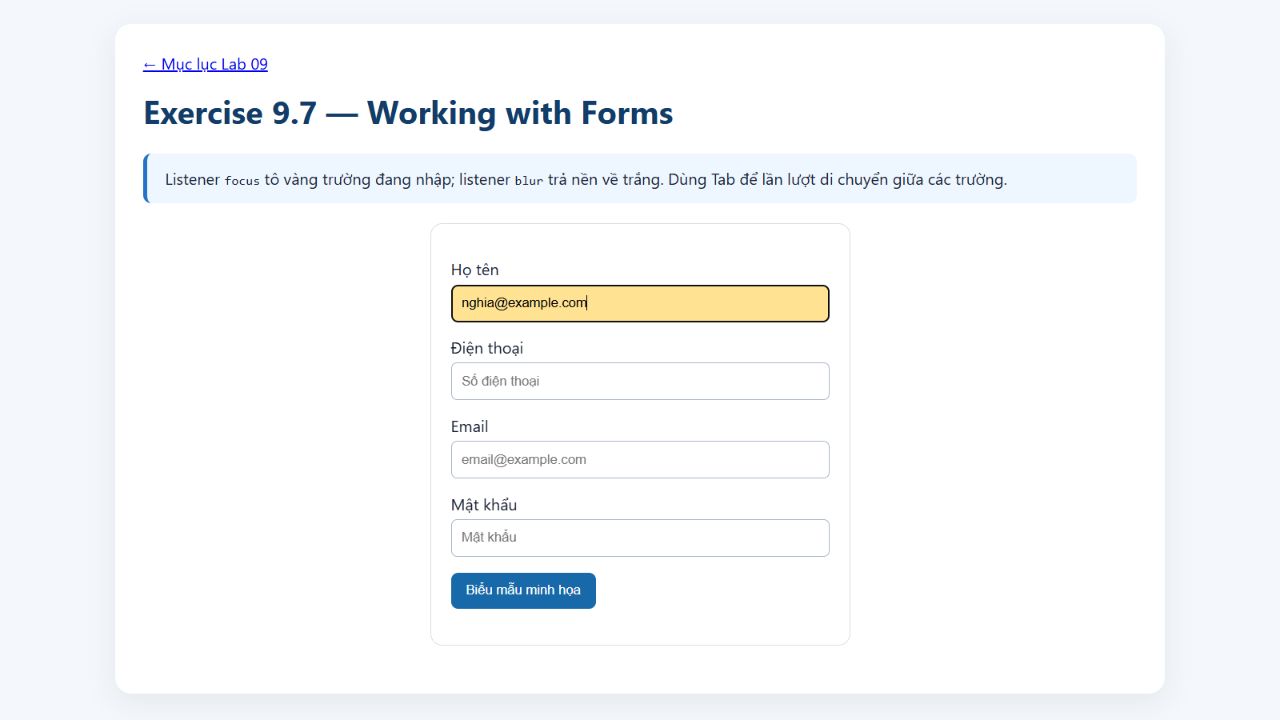 ← Mục lục Lab 09
Exercise 9.7 — Working with Forms
Listener focus tô vàng trường đang nhập; listener blur trả nền về trắng. Dùng Tab để lần lượt di chuyển giữa các trường.
Họ tên
nghia@example.com
Điện thoại
Số điện thoại
Email
email@example.com
Mật khẩu
Mật khẩu
Biểu mẫu minh họa